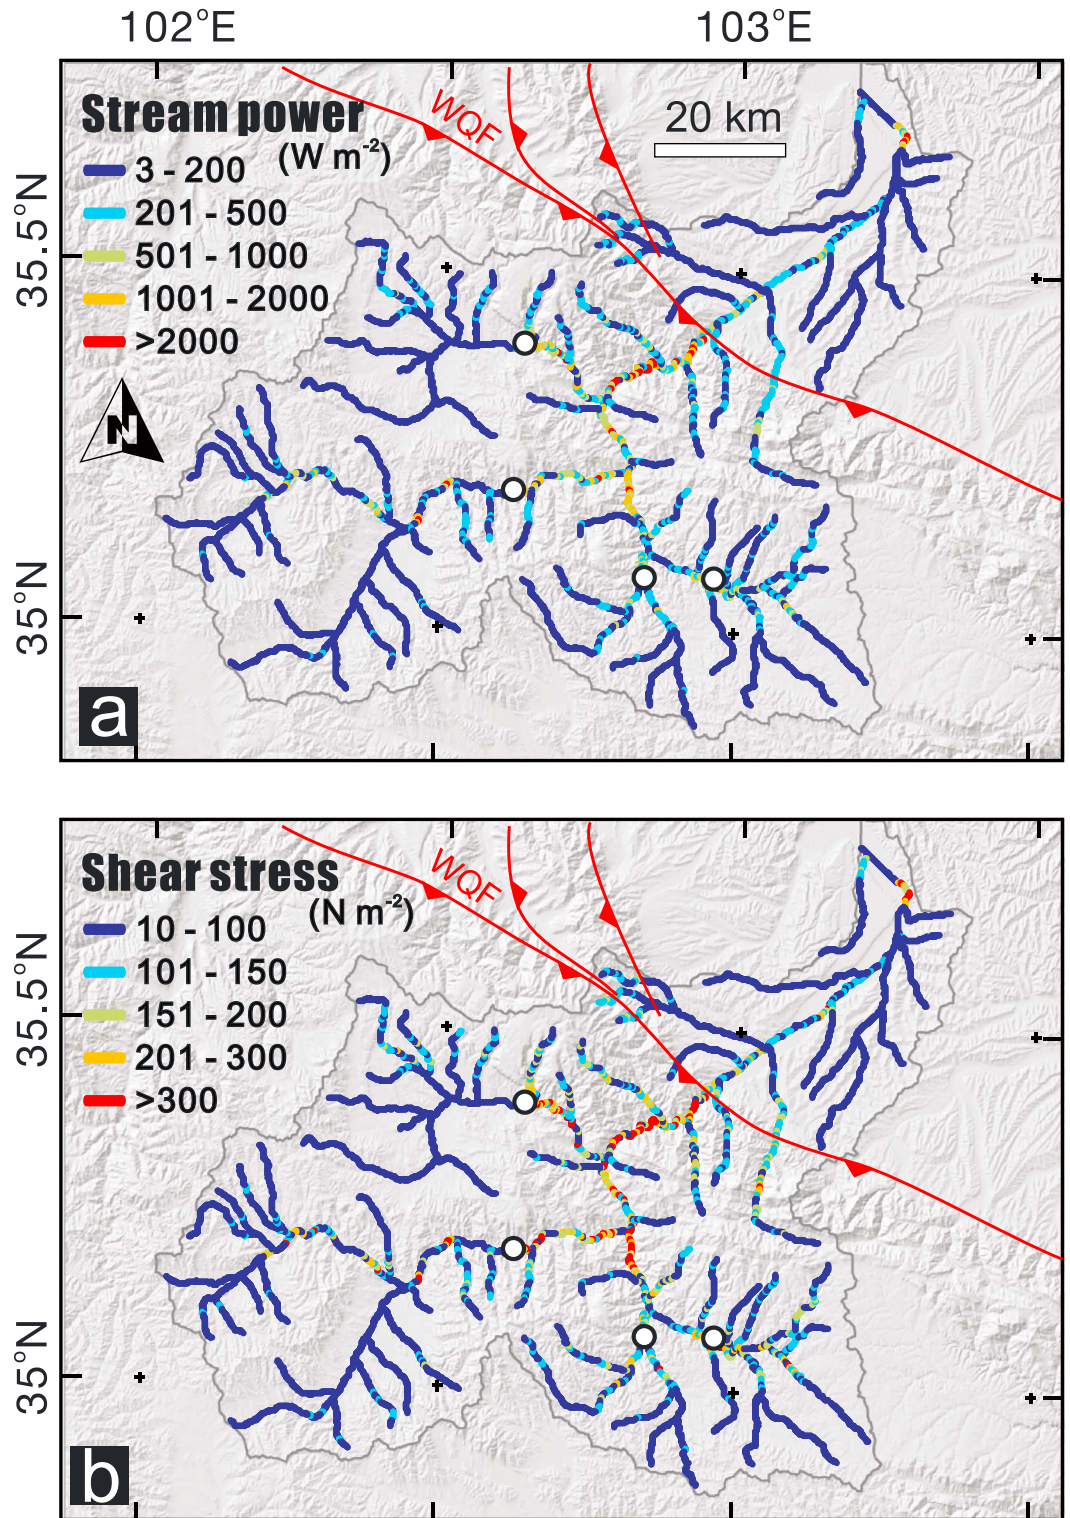 102°E 103°E
WQF
20 km
Stream power
(W m-2)
3 - 200
201 - 500
501 - 1000
1001 - 2000
>2000
N
35.5°N
35°N
a
WQF
Shear stress
(N m-2)
10 - 100
101 - 150
151 - 200
201 - 300
>300
35.5°N
35°N
b